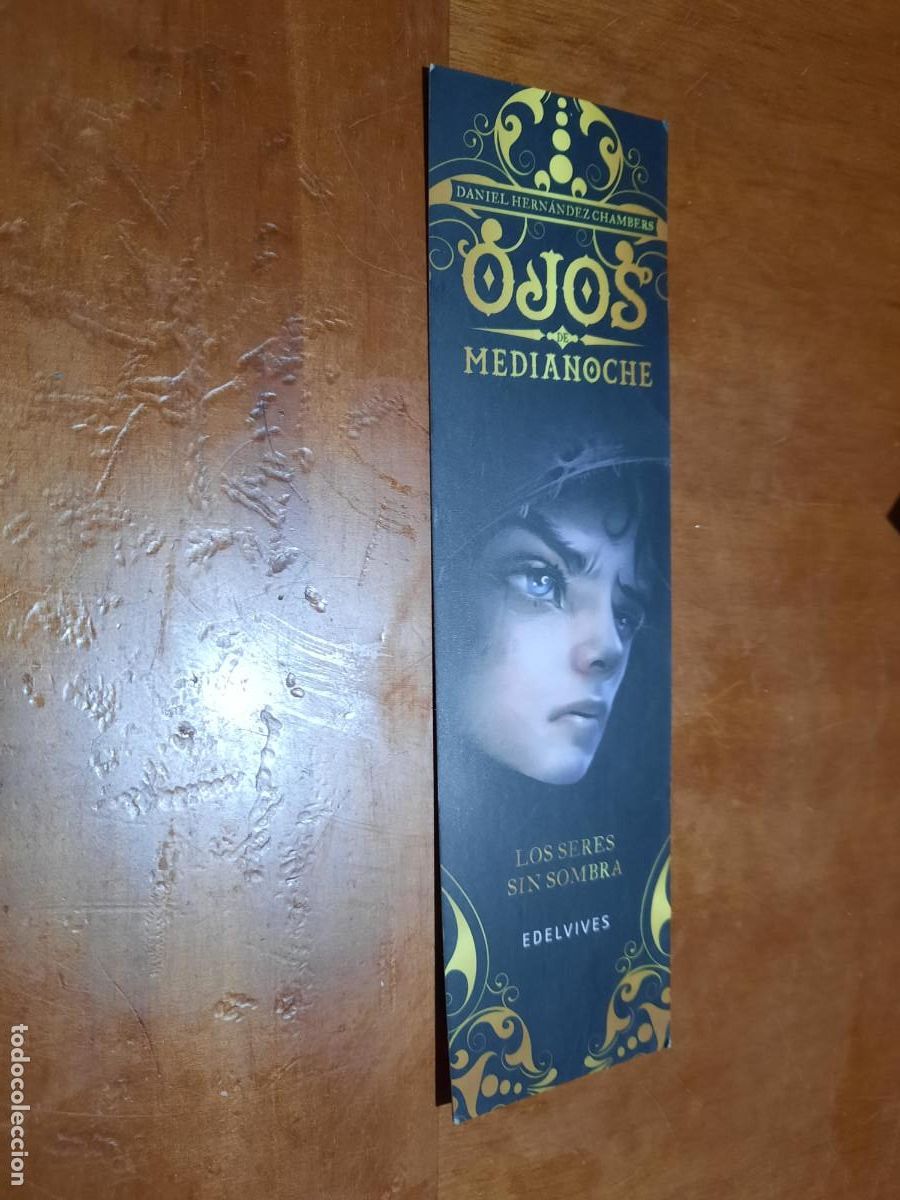 DANIEL HERNÁNDEZ CHAMBERS
OJOS
DE
MEDIANOCHE
LOS SERES
SIN SOMBRA
EDELVIVES
todocoleccion